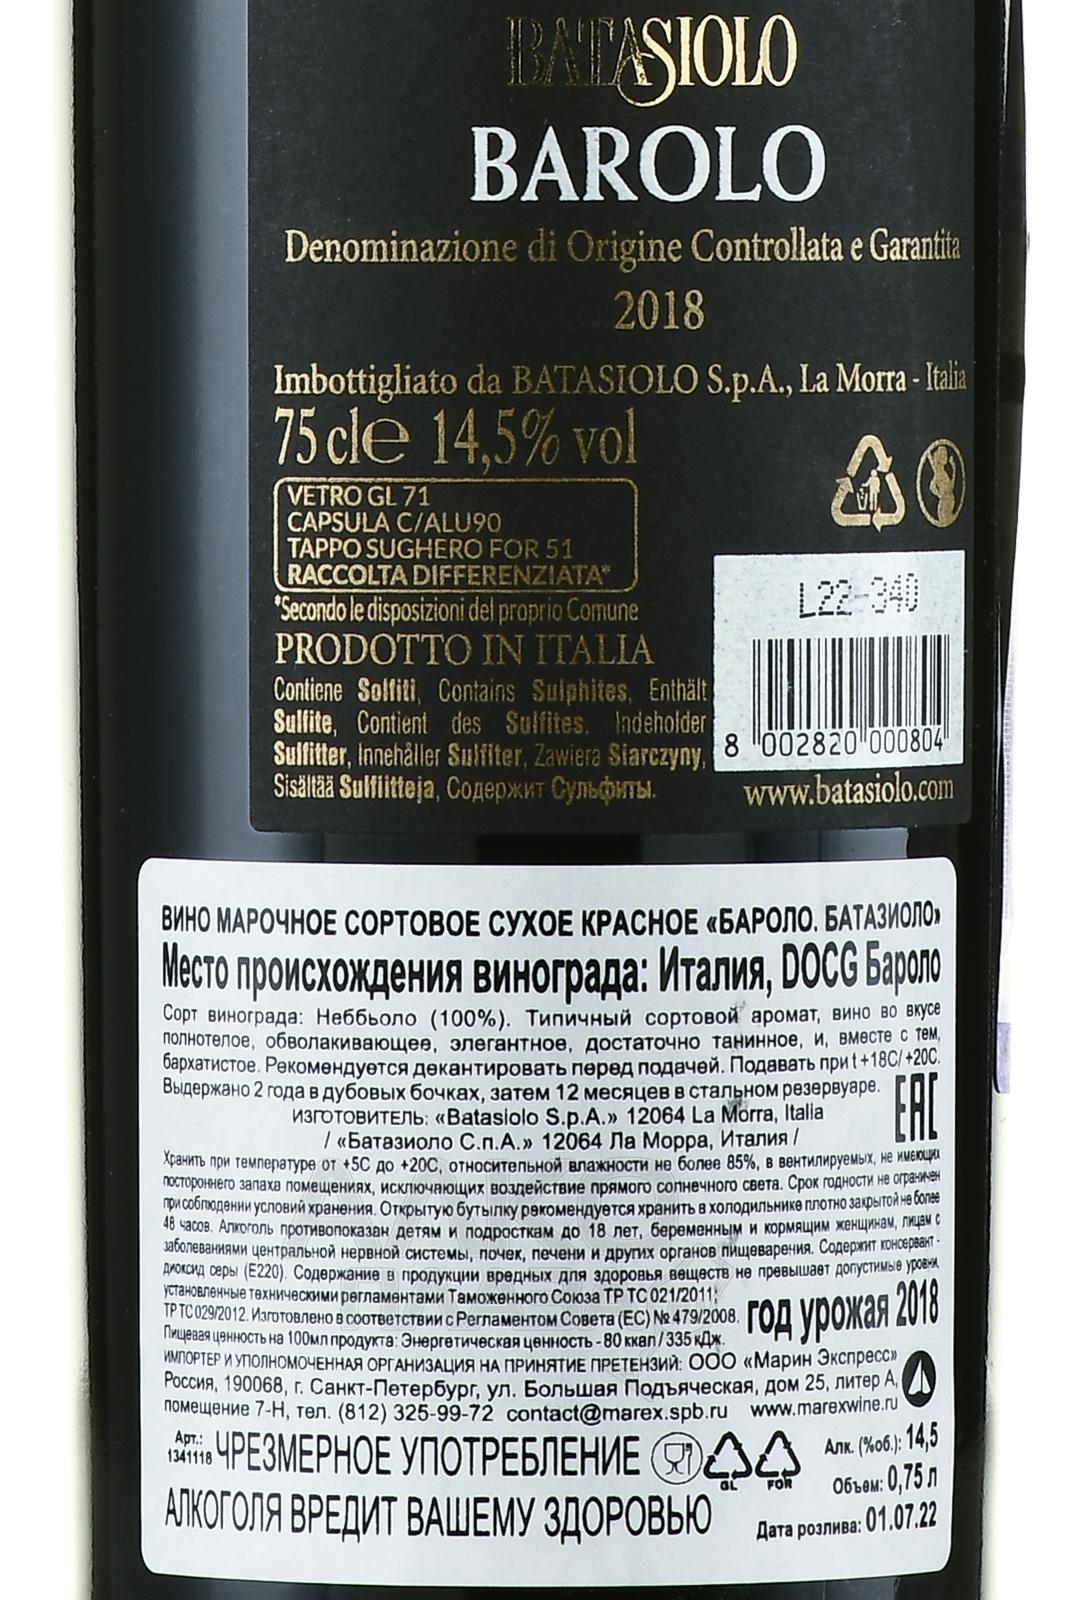 BATASIOLO
BAROLO
Denominazione di Origine Controllata e Garantita
2018
Imbottigliato da BATASIOLO S.p.A., La Morra - Italia
75 cl e 14,5% vol
VETRO GL 71
CAPSULA C/ALU90
TAPPO SUGHERO FOR 51
RACCOLTA DIFFERENZIATA*
*Secondo le disposizioni del proprio Comune
PRODOTTO IN ITALIA
Contiene Solfiti, Contains Sulphites, Enthält
Sulfite, Contient des Sulfites. Indeholder
Sulfitter, Innehåller Sulfiter, Zawiera Siarczyny,
Sisältää Sulfiitteja, Содержит Сульфиты.
L22-340
8 002820 000804
www.batasiolo.com
ВИНО МАРОЧНОЕ СОРТОВОЕ СУХОЕ КРАСНОЕ «БАРОЛО. БАТАЗИОЛО»
Место происхождения винограда: Италия, DOCG Бароло
Сорт винограда: Неббьоло (100%). Типичный сортовой аромат, вино во вкусе
полнотелое, обволакивающее, элегантное, достаточно танинное, и, вместе с тем,
бархатистое. Рекомендуется декантировать перед подачей. Подавать при t +18С/ +20С.
Выдержано 2 года в дубовых бочках, затем 12 месяцев в стальном резервуаре.
EAC
ИЗГОТОВИТЕЛЬ: «Batasiolo S.p.A.» 12064 La Morra, Italia
/ «Батазиоло С.п.А.» 12064 Ла Морра, Италия /
Хранить при температуре от +5С до +20С, относительной влажности не более 85%, в вентилируемых, не имеющих
постороннего запаха помещениях, исключающих воздействие прямого солнечного света. Срок годности не ограничен
при соблюдении условий хранения. Открытую бутылку рекомендуется хранить в холодильнике плотно закрытой не более
48 часов. Алкоголь противопоказан детям и подросткам до 18 лет, беременным и кормящим женщинам, лицам с
заболеваниями центральной нервной системы, почек, печени и других органов пищеварения. Содержит консервант -
диоксид серы (Е220). Содержание в продукции вредных для здоровья веществ не превышает допустимые уровни,
установленные техническими регламентами Таможенного Союза ТР ТС 021/2011;
ТР ТС 029/2012. Изготовлено в соответствии с Регламентом Совета (ЕС) № 479/2008.
год урожая 2018
Пищевая ценность на 100мл продукта: Энергетическая ценность - 80 ккал / 335 кДж.
ИМПОРТЕР И УПОЛНОМОЧЕННАЯ ОРГАНИЗАЦИЯ НА ПРИНЯТИЕ ПРЕТЕНЗИЙ: ООО «Марин Экспресс»
Россия, 190068, г. Санкт-Петербург, ул. Большая Подъяческая, дом 25, литер А,
помещение 7-Н, тел. (812) 325-99-72 contact@marex.spb.ru www.marexwine.ru
Арт.:
1341118
ЧРЕЗМЕРНОЕ УПОТРЕБЛЕНИЕ
АЛКОГОЛЯ ВРЕДИТ ВАШЕМУ ЗДОРОВЬЮ
GL
FOR
Алк. (%об.): 14,5
Объем: 0,75 л
Дата розлива: 01.07.22